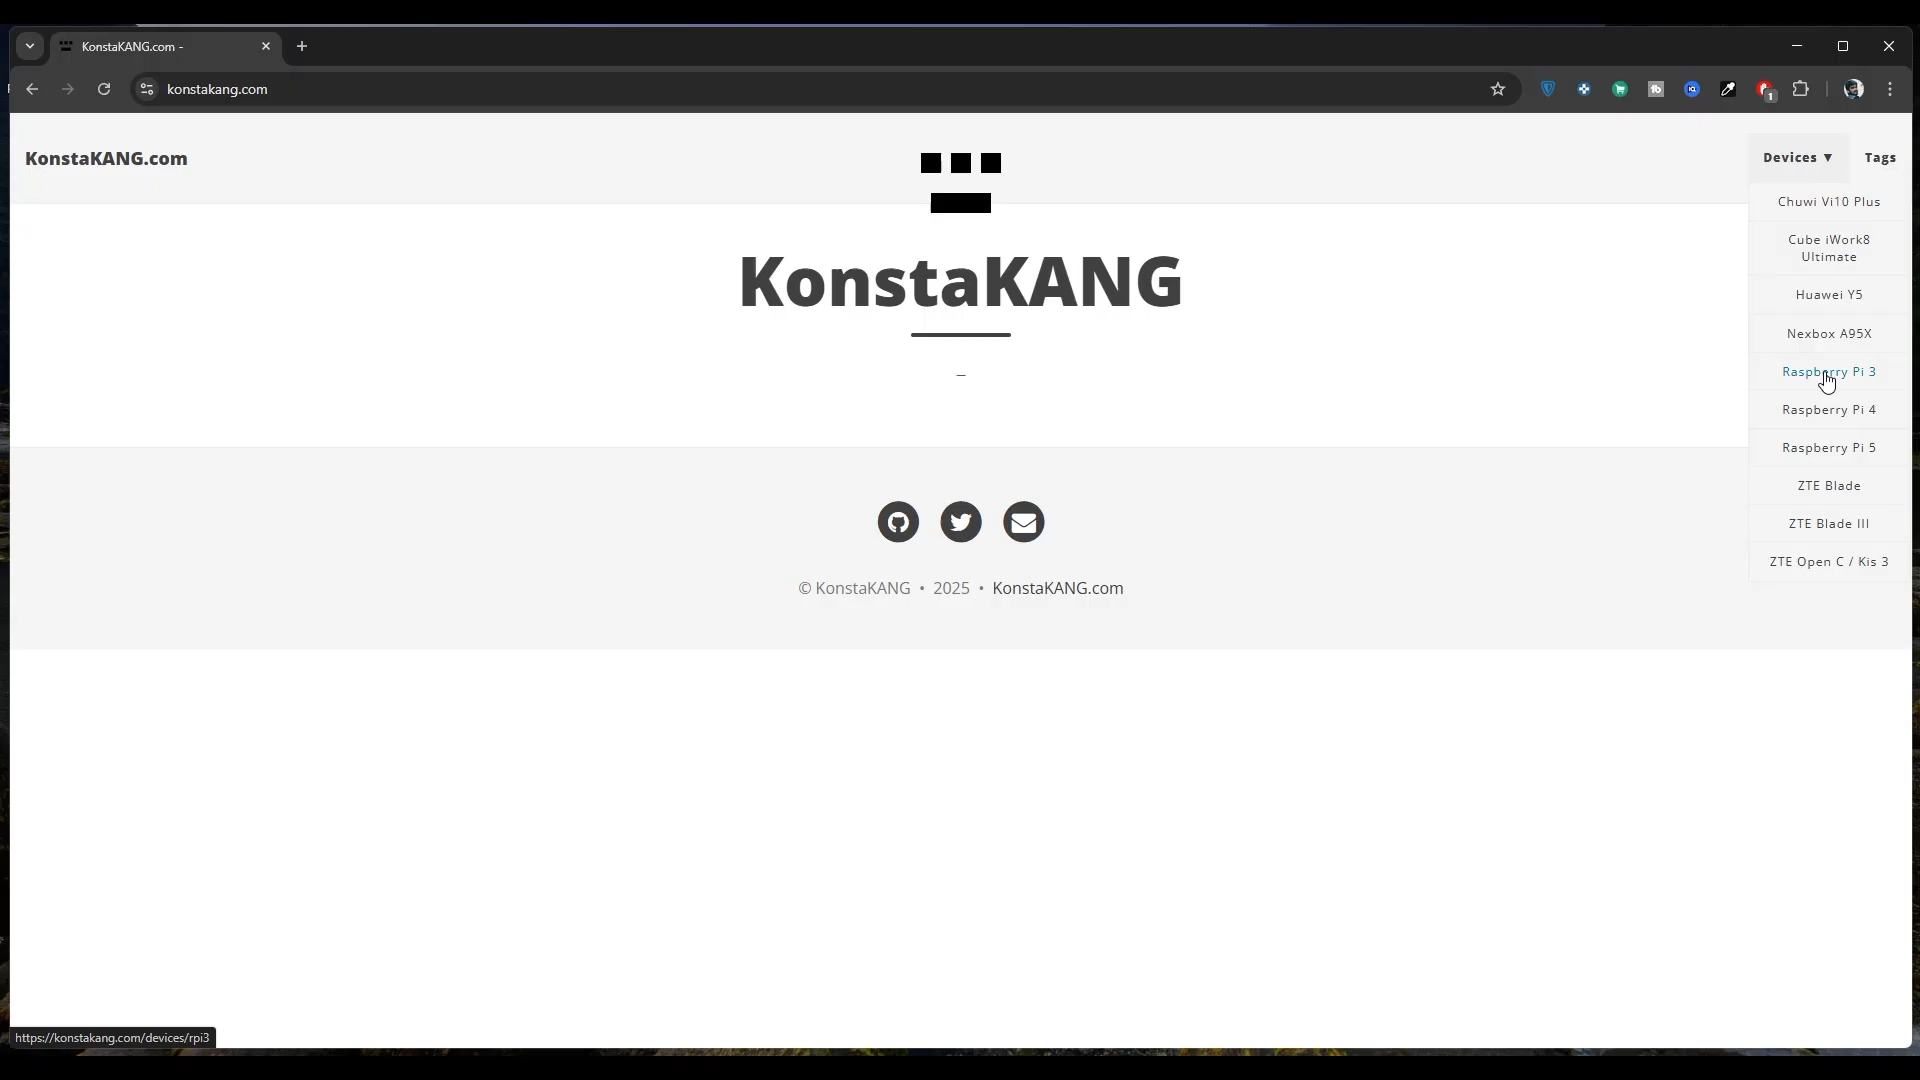 KonstaKANG.com -
konstakang.com
1
KonstaKANG.com
Devices ▼
Tags
Chuwi Vi10 Plus
Cube iWork8
Ultimate
Huawei Y5
Nexbox A95X
Raspberry Pi 3
Raspberry Pi 4
Raspberry Pi 5
ZTE Blade
ZTE Blade III
ZTE Open C / Kis 3
KonstaKANG
_
© KonstaKANG • 2025 • KonstaKANG.com
https://konstakang.com/devices/rpi3